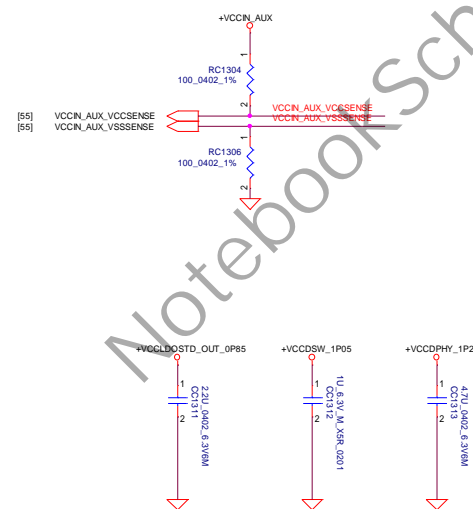 +VCCIN_AUX
1
RC1304
100_0402_1%
2
[55] VCCIN_AUX_VCCSENSE VCCIN_AUX_VCCSENSE
[55] VCCIN_AUX_VSSSENSE VCCIN_AUX_VSSSENSE
1
RC1306
100_0402_1%
2
NotebookSch
+VCCLDOSTD_OUT_0P85 +VCCDSW_1P05 +VCCDPHY_1P2
1
2
CC1311
2.2U_0402_6.3V6M
1
2
CC1312
1U_6.3V_M_X5R_0201
1
2
CC1313
4.7U_0402_6.3V6M